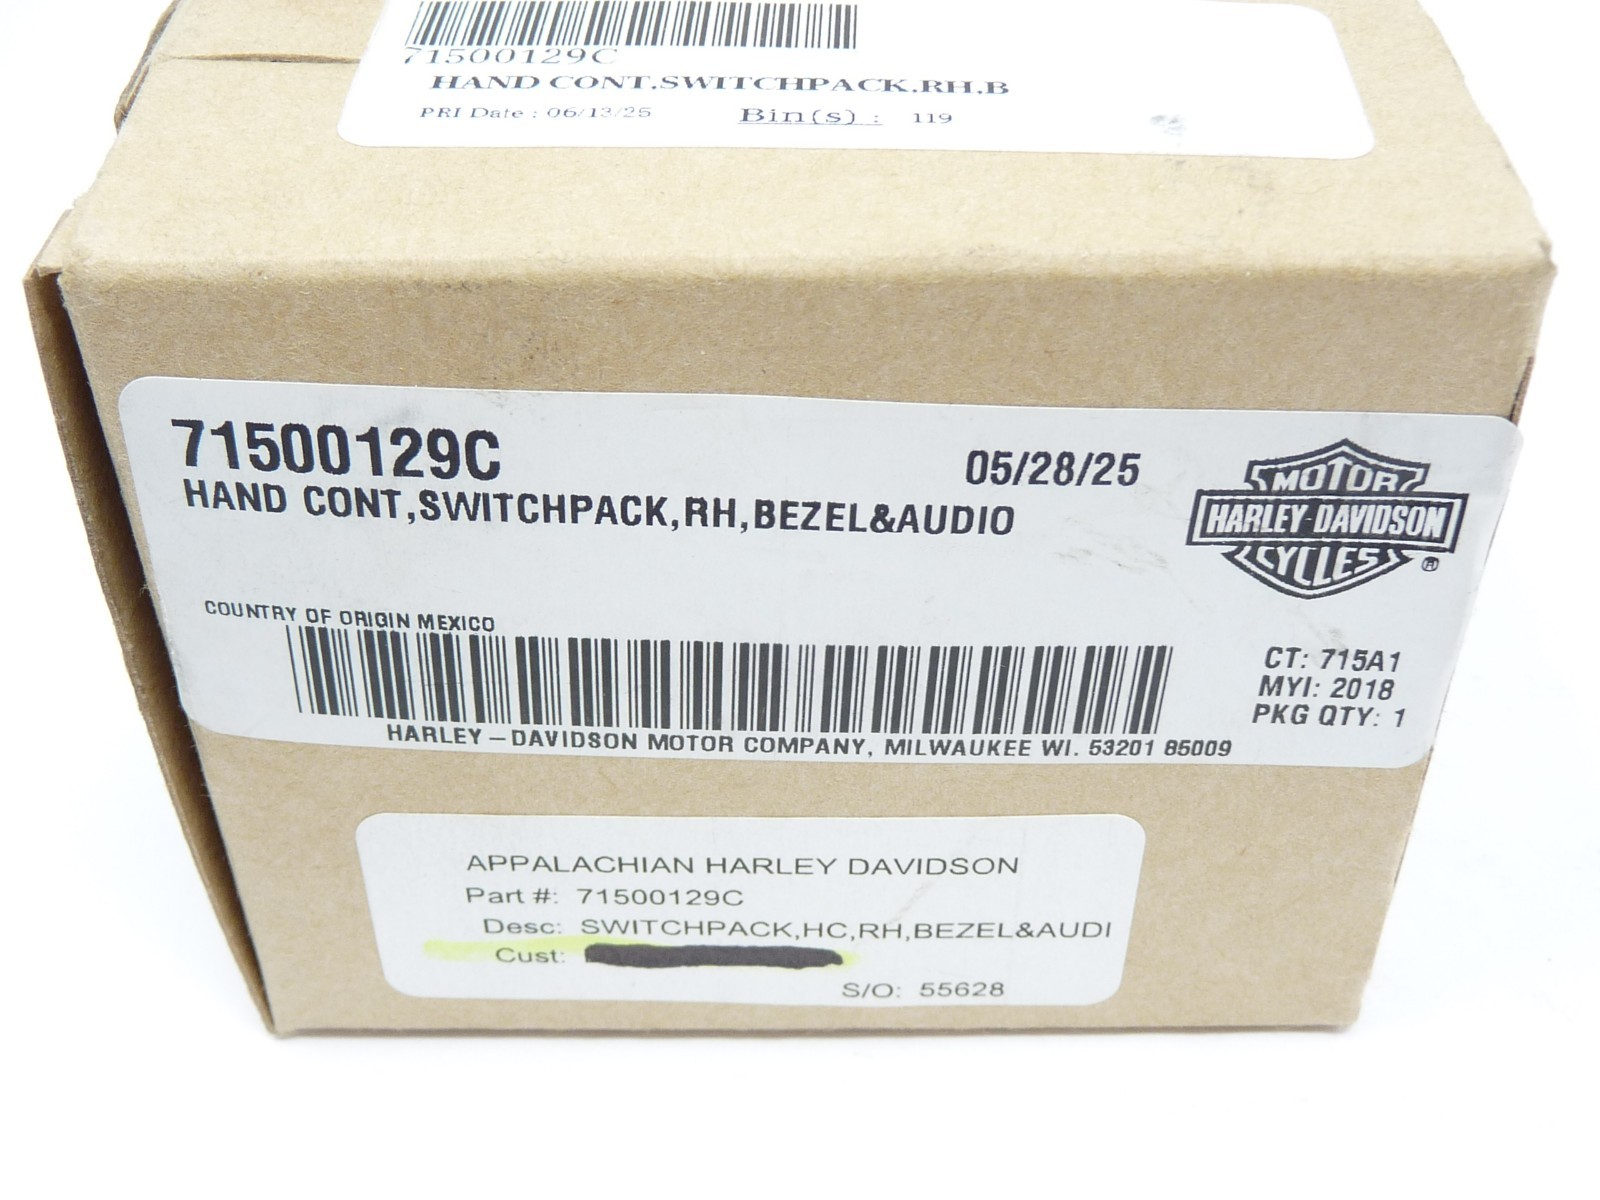 71500129C
HAND CONT,SWITCHPACK,RH,B
PRI Date : 06/13/25 Bin(s) : 119
71500129C 05/28/25
HAND CONT,SWITCHPACK,RH,BEZEL&AUDIO
MOTOR
HARLEY-DAVIDSON
CYCLES ®
COUNTRY OF ORIGIN MEXICO
CT: 715A1
MYI: 2018
PKG QTY: 1
HARLEY-DAVIDSON MOTOR COMPANY, MILWAUKEE WI. 53201 85009
APPALACHIAN HARLEY DAVIDSON
Part #: 71500129C
Desc: SWITCHPACK,HC,RH,BEZEL&AUDI
Cust:
S/O: 55628